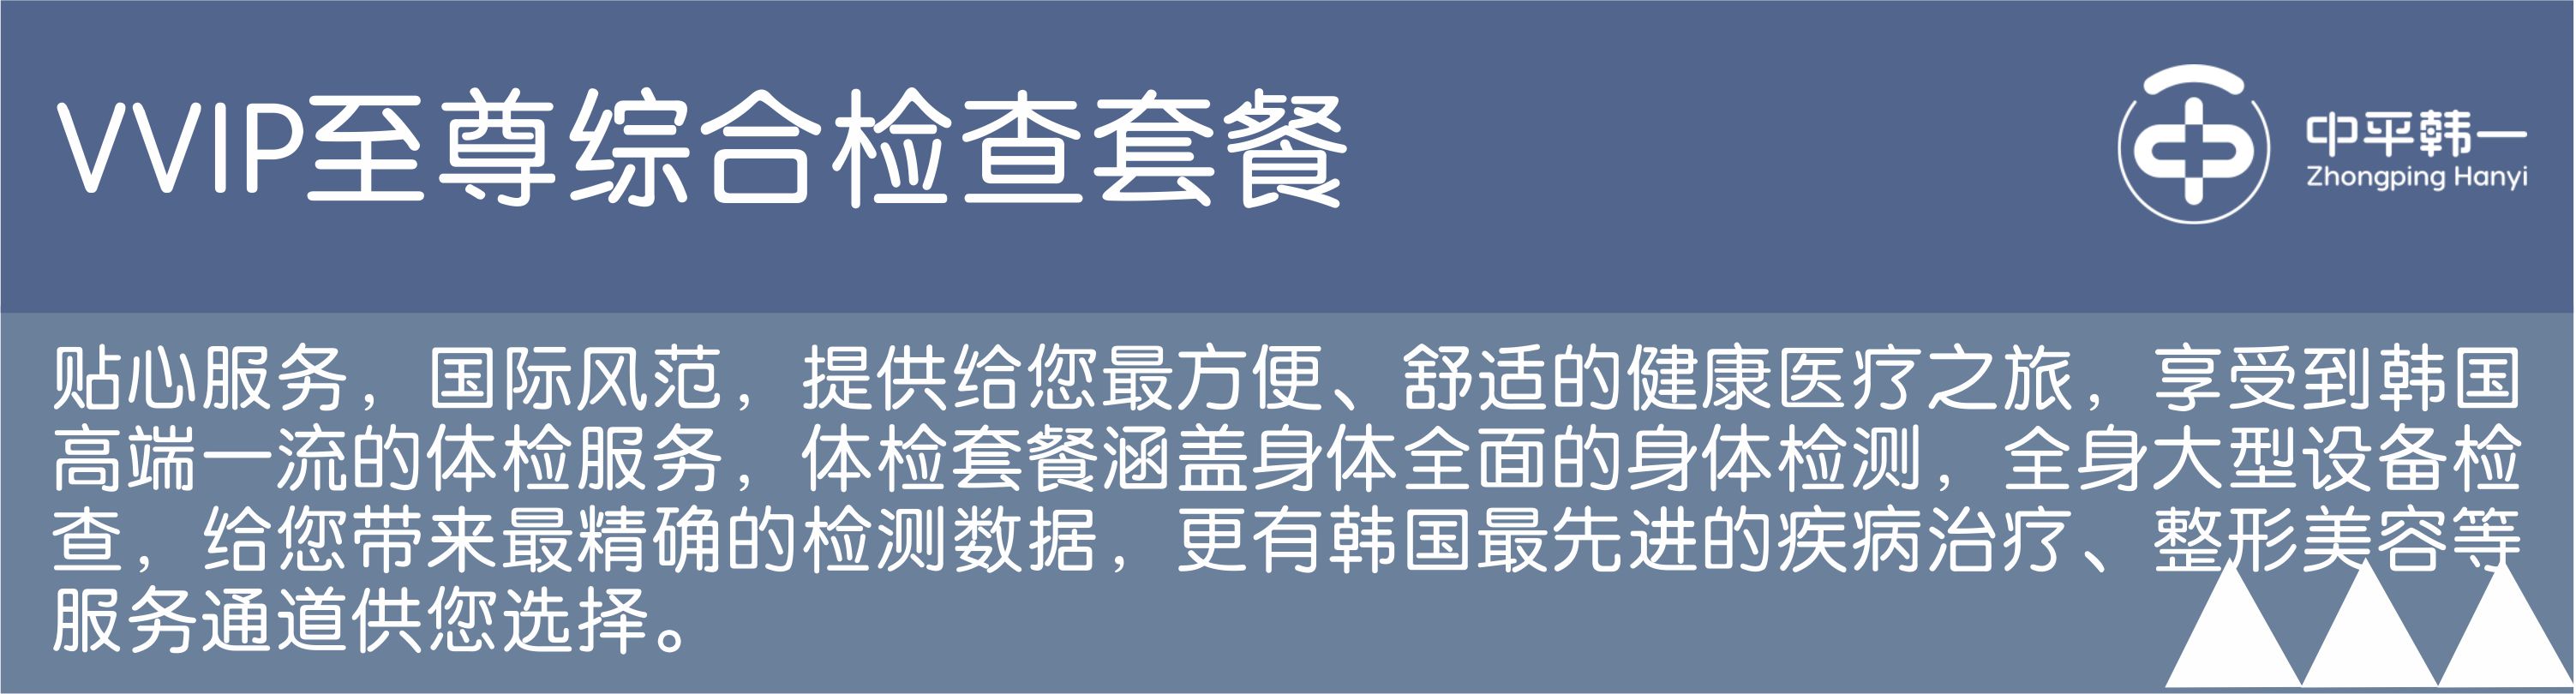 VVIP至尊综合检查套餐
中平韩一
Zhongping Hanyi
贴心服务，国际风范，提供给您最方便、舒适的健康医疗之旅，享受到韩国
高端一流的体检服务，体检套餐涵盖身体全面的身体检测，全身大型设备检
查，给您带来最精确的检测数据，更有韩国最先进的疾病治疗、整形美容等
服务通道供您选择。